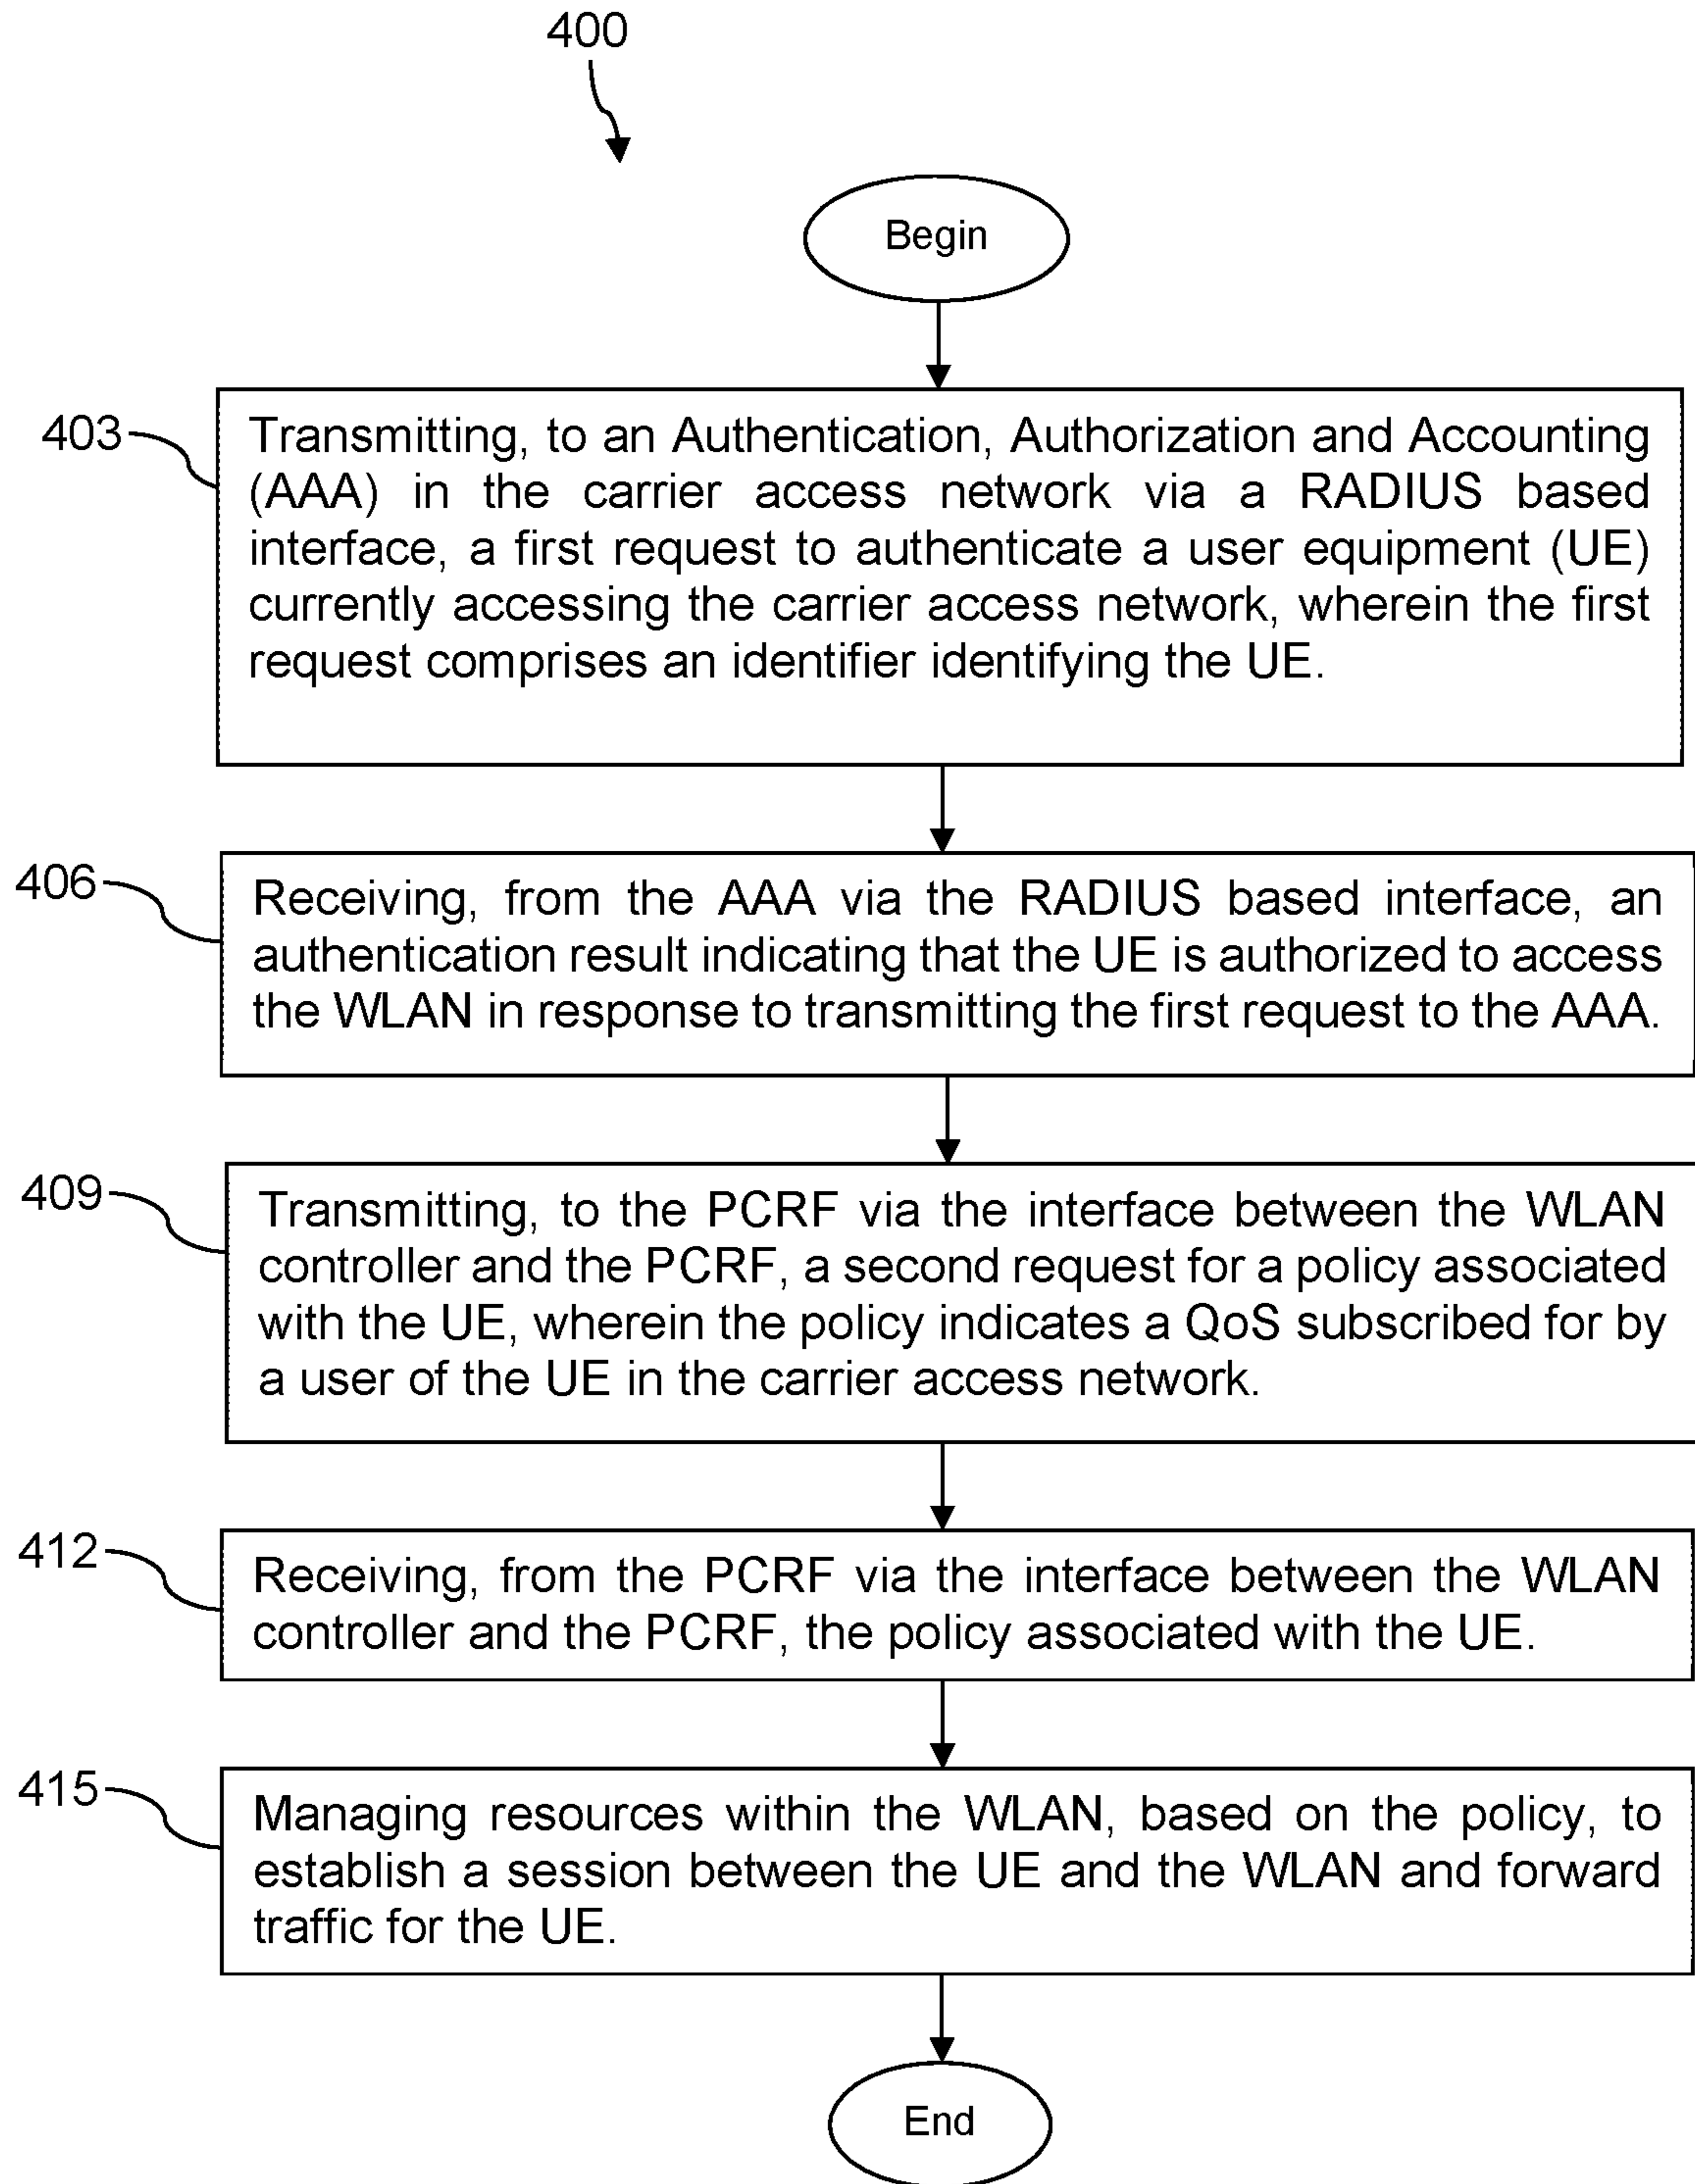 400
Begin
403
Transmitting, to an Authentication, Authorization and Accounting
(AAA) in the carrier access network via a RADIUS based
interface, a first request to authenticate a user equipment (UE)
currently accessing the carrier access network, wherein the first
request comprises an identifier identifying the UE.
406
Receiving, from the AAA via the RADIUS based interface, an
authentication result indicating that the UE is authorized to access
the WLAN in response to transmitting the first request to the AAA.
409
Transmitting, to the PCRF via the interface between the WLAN
controller and the PCRF, a second request for a policy associated
with the UE, wherein the policy indicates a QoS subscribed for by
a user of the UE in the carrier access network.
412
Receiving, from the PCRF via the interface between the WLAN
controller and the PCRF, the policy associated with the UE.
415
Managing resources within the WLAN, based on the policy, to
establish a session between the UE and the WLAN and forward
traffic for the UE.
End